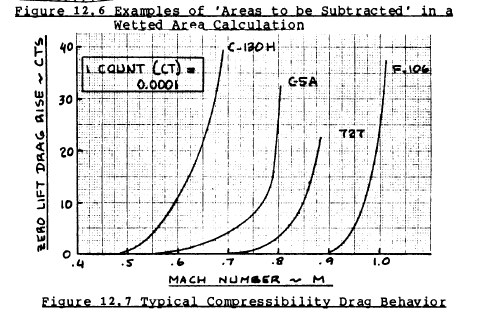 Figure 12.6 Examples of 'Areas to be Subtracted' in a
Wetted Area Calculation
ZERO LIFT DRAG RISE ~ CTS
40
30
20
10
0
1 COUNT (CT) =
0.0001
C-130H
C-5A
727
F-106
.4 .5 .6 .7 .8 .9 1.0
MACH NUMBER ~ M
Figure 12.7 Typical Compressibility Drag Behavior